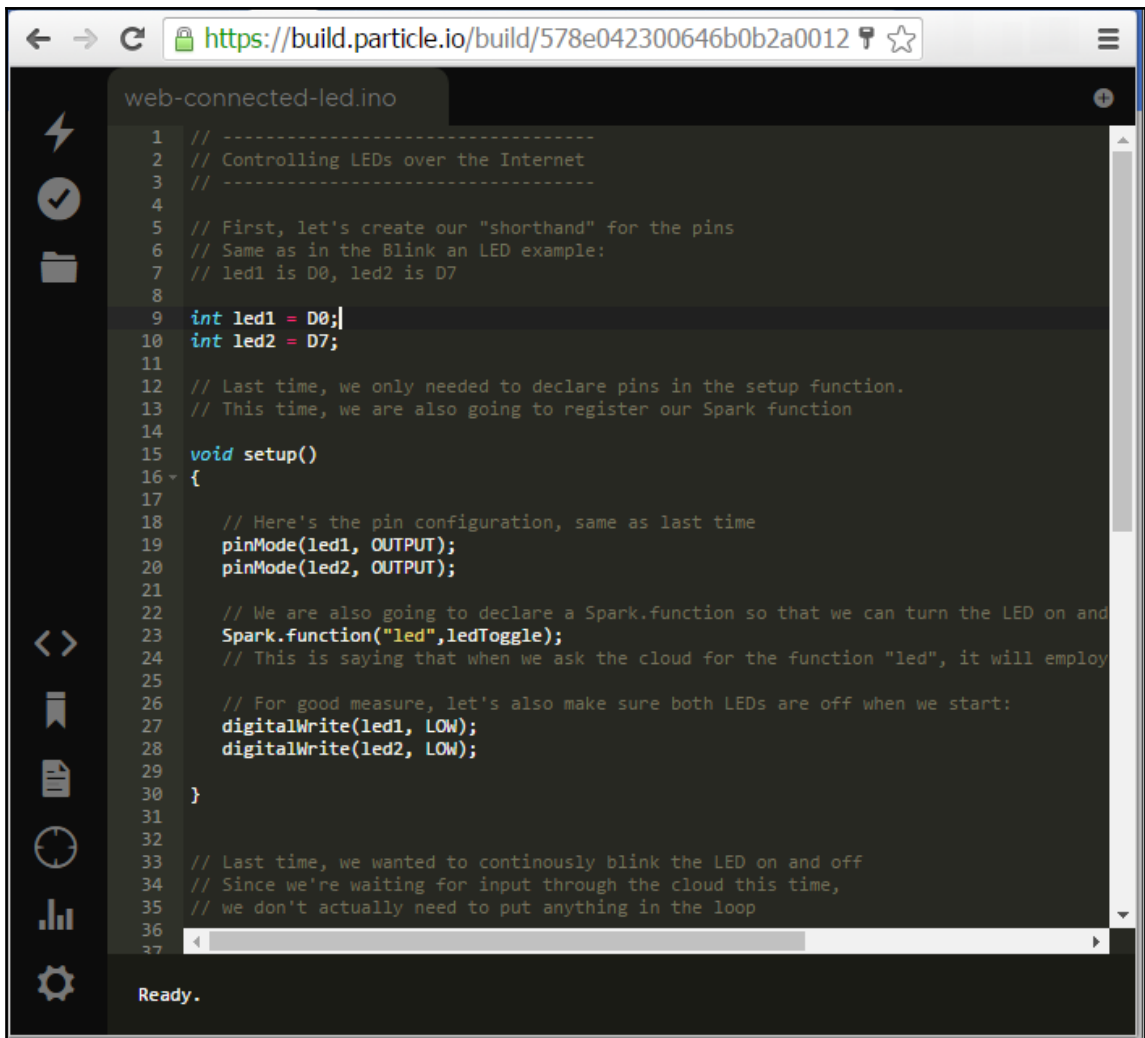 https://build.particle.io/build/578e042300646b0b2a0012
web-connected-led.ino
1 // -----------------------------------
2 // Controlling LEDs over the Internet
3 // -----------------------------------
4
5 // First, let's create our "shorthand" for the pins
6 // Same as in the Blink an LED example:
7 // led1 is D0, led2 is D7
8
9 int led1 = D0;
10 int led2 = D7;
11
12 // Last time, we only needed to declare pins in the setup function.
13 // This time, we are also going to register our Spark function
14
15 void setup()
16 {
17
18 // Here's the pin configuration, same as last time
19 pinMode(led1, OUTPUT);
20 pinMode(led2, OUTPUT);
21
22 // We are also going to declare a Spark.function so that we can turn the LED on and
23 Spark.function("led",ledToggle);
24 // This is saying that when we ask the cloud for the function "led", it will employ
25
26 // For good measure, let's also make sure both LEDs are off when we start:
27 digitalWrite(led1, LOW);
28 digitalWrite(led2, LOW);
29
30 }
31
32
33 // Last time, we wanted to continously blink the LED on and off
34 // Since we're waiting for input through the cloud this time,
35 // we don't actually need to put anything in the loop
36
37
Ready.